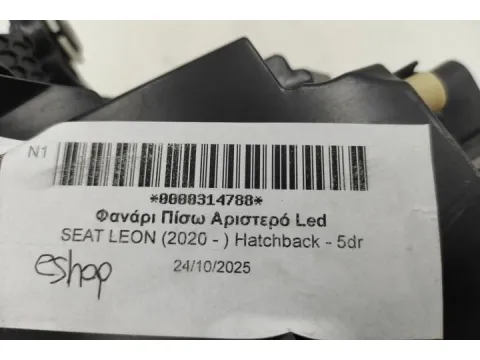 N1
*0000314788*
Φανάρι Πίσω Αριστερό Led
SEAT LEON (2020 - ) Hatchback - 5dr
eshop
24/10/2025